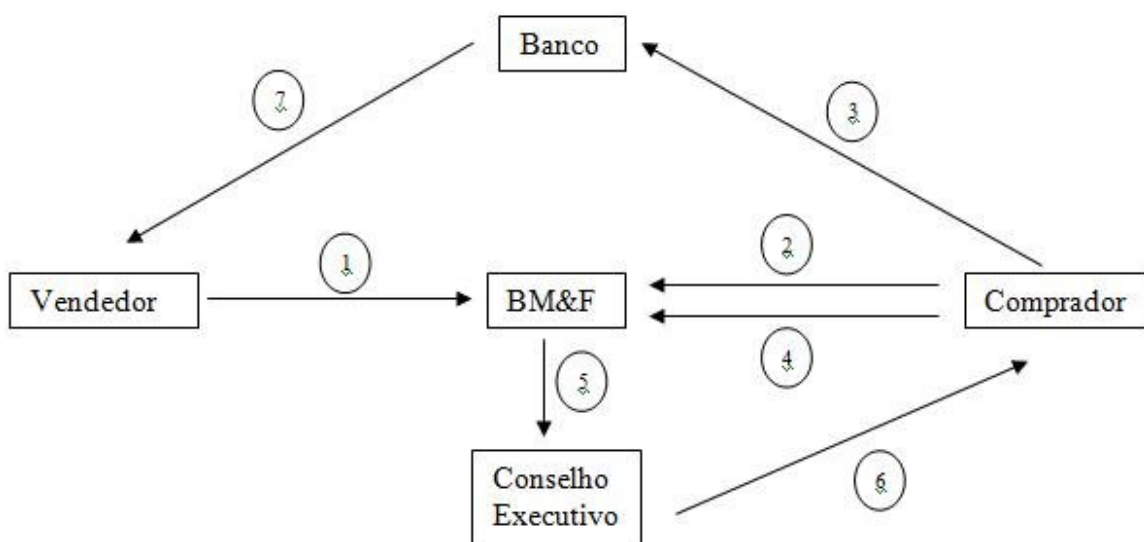 Banco
7
3
1
2
Vendedor
BM&F
Comprador
4
5
Conselho
Executivo
6